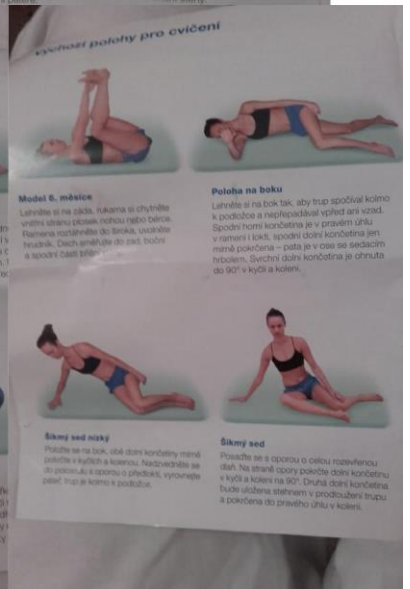 výchozí polohy pro cvičení
Model 6. měsíce
Lehněte si na záda, rukama si chytněte
vnitřní stranu plosek nohou nebo bérce.
Ramena roztáhněte do široka, uvolněte
hrudník. Dech směřujte do zad, boční
a spodní části
Poloha na boku
Lehněte si na bok tak, aby trup spočíval kolmo
k podložce a nepřepadával vpřed ani vzad.
Spodní horní končetina je v pravém úhlu
v rameni i lokti, spodní dolní končetina jen
mírně pokrčena – pata je v ose se sedacím
hrbolem. Svrchní dolní končetina je ohnuta
do 90° v kyčli a koleni.
Šikmý sed nízký
Položte se na bok, obě dolní končetiny mírně
pokrčte v kyčlích a kolenou. Nadzvedněte se
do polosedu s oporou o předloktí, vyrovnejte
páteř, trup je kolmo k podložce.
Šikmý sed
Posaďte se s oporou o celou rozevřenou
dlaň. Na straně opory pokrčte dolní končetinu
v kyčli a koleni na 90°. Druhá dolní končetina
bude uložena stehnem v prodloužení trupu
a pokrčena do pravého úhlu v koleni.